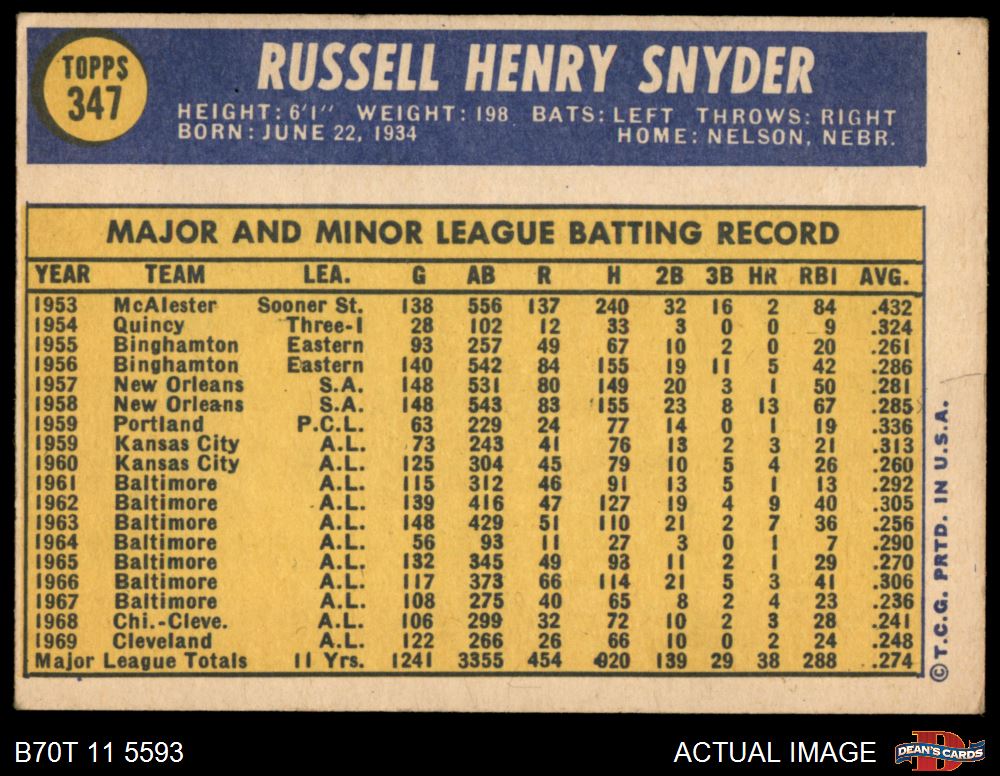 TOPPS
347
RUSSELL HENRY SNYDER
HEIGHT: 6'1" WEIGHT: 198 BATS: LEFT THROWS: RIGHT
BORN: JUNE 22, 1934 HOME: NELSON, NEBR.
MAJOR AND MINOR LEAGUE BATTING RECORD
YEAR TEAM LEA. G AB R H 2B 3B HR RBI AVG.
1953 McAlester Sooner St. 138 556 137 240 32 16 2 84 .432
1954 Quincy Three-I 28 102 12 33 3 0 0 9 .324
1955 Binghamton Eastern 93 257 49 67 10 2 0 20 .261
1956 Binghamton Eastern 140 542 84 155 19 11 5 42 .286
1957 New Orleans S.A. 148 531 80 149 20 3 1 50 .281
1958 New Orleans S.A. 148 543 83 155 23 8 13 67 .285
1959 Portland P.C.L. 63 229 24 77 14 0 1 19 .336
1959 Kansas City A.L. 73 243 41 76 13 2 3 21 .313
1960 Kansas City A.L. 125 304 45 79 10 5 4 26 .260
1961 Baltimore A.L. 115 312 46 91 13 5 1 13 .292
1962 Baltimore A.L. 139 416 47 127 19 4 9 40 .305
1963 Baltimore A.L. 148 429 51 110 21 2 7 36 .256
1964 Baltimore A.L. 56 93 11 27 3 0 1 7 .290
1965 Baltimore A.L. 132 345 49 93 11 2 1 29 .270
1966 Baltimore A.L. 117 373 66 114 21 5 3 41 .306
1967 Baltimore A.L. 108 275 40 65 8 2 4 23 .236
1968 Chi.-Cleve. A.L. 106 299 32 72 10 2 3 28 .241
1969 Cleveland A.L. 122 266 26 66 10 0 2 24 .248
Major League Totals 11 Yrs. 1241 3355 454 920 139 29 38 288 .274
© T.C.G. PRTD. IN U.S.A.
B70T 11 5593
ACTUAL IMAGE
D
DEAN'S CARDS